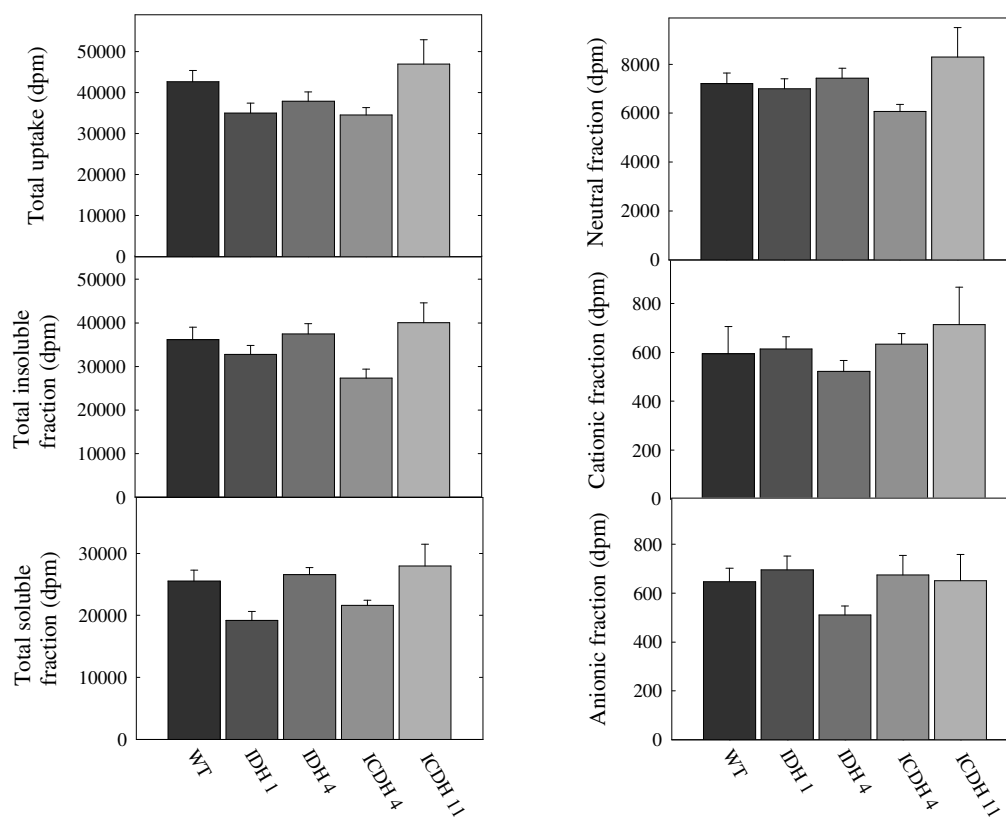 Total uptake (dpm)
50000
40000
30000
20000
10000
0
Total insoluble
fraction (dpm)
50000
40000
30000
20000
10000
0
Total soluble
fraction (dpm)
30000
20000
10000
0
WT
IDH 1
IDH 4
ICDH 4
ICDH 11
Neutral fraction (dpm)
8000
6000
4000
2000
0
Cationic fraction (dpm)
800
600
400
200
0
Anionic fraction (dpm)
800
600
400
200
0
WT
IDH 1
IDH 4
ICDH 4
ICDH 11